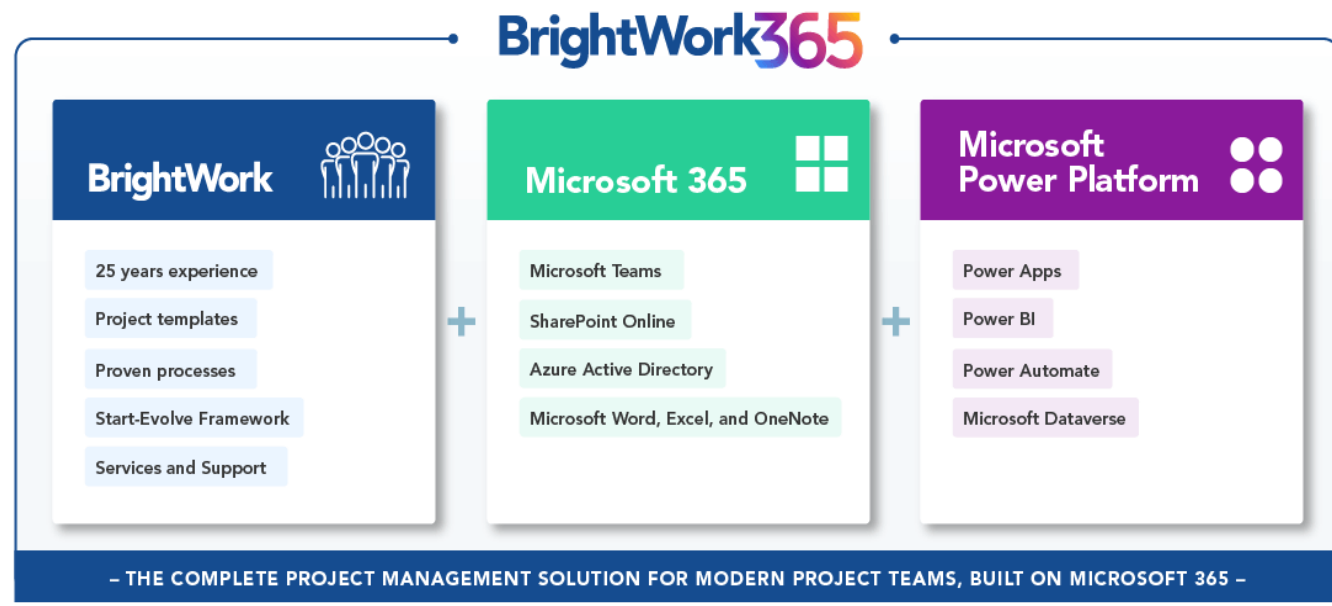 BrightWork365
BrightWork
25 years experience
Project templates
Proven processes
Start-Evolve Framework
Services and Support
+
Microsoft 365
Microsoft Teams
SharePoint Online
Azure Active Directory
Microsoft Word, Excel, and OneNote
+
Microsoft
Power Platform
Power Apps
Power BI
Power Automate
Microsoft Dataverse
– THE COMPLETE PROJECT MANAGEMENT SOLUTION FOR MODERN PROJECT TEAMS, BUILT ON MICROSOFT 365 –